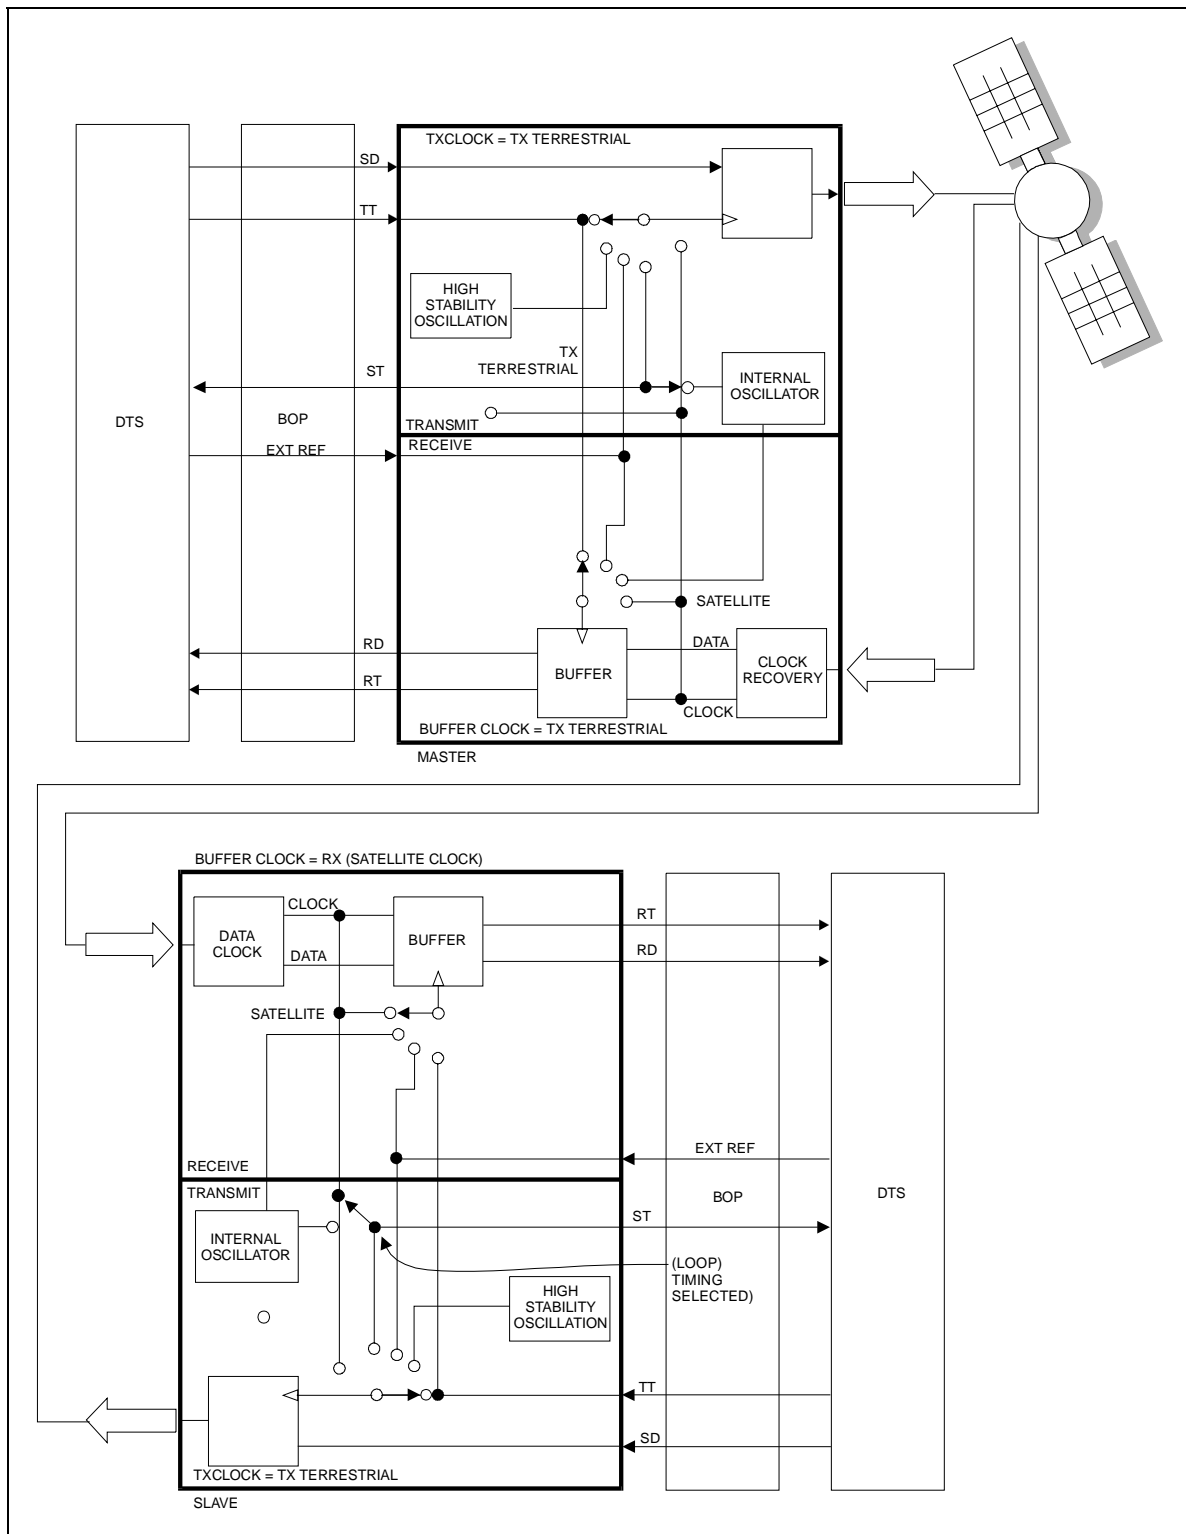 TXCLOCK = TX TERRESTRIAL
SD
TT
HIGH
STABILITY
OSCILLATION
TX
TERRESTRIAL
ST
INTERNAL
OSCILLATOR
DTS
BOP
TRANSMIT
EXT REF
RECEIVE
SATELLITE
RD
DATA
BUFFER
CLOCK
RECOVERY
RT
CLOCK
BUFFER CLOCK = TX TERRESTRIAL
MASTER
BUFFER CLOCK = RX (SATELLITE CLOCK)
CLOCK
RT
DATA
CLOCK
BUFFER
DATA
RD
SATELLITE
EXT REF
RECEIVE
TRANSMIT
BOP
DTS
ST
INTERNAL
OSCILLATOR
(LOOP)
TIMING
SELECTED)
HIGH
STABILITY
OSCILLATION
TT
SD
TXCLOCK = TX TERRESTRIAL
SLAVE